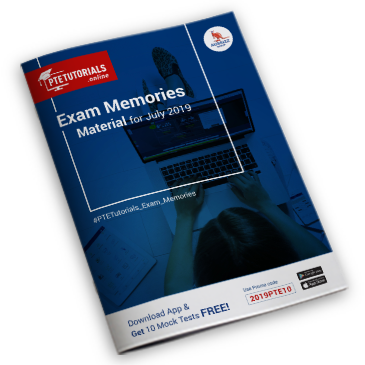 PTETUTORIALS
.online
Exam Memories
Material for July 2019
#PTETutorials_Exam_Memories
Download App &
Get 10 Mock Tests FREE!
Use Promo code
2019PTE10